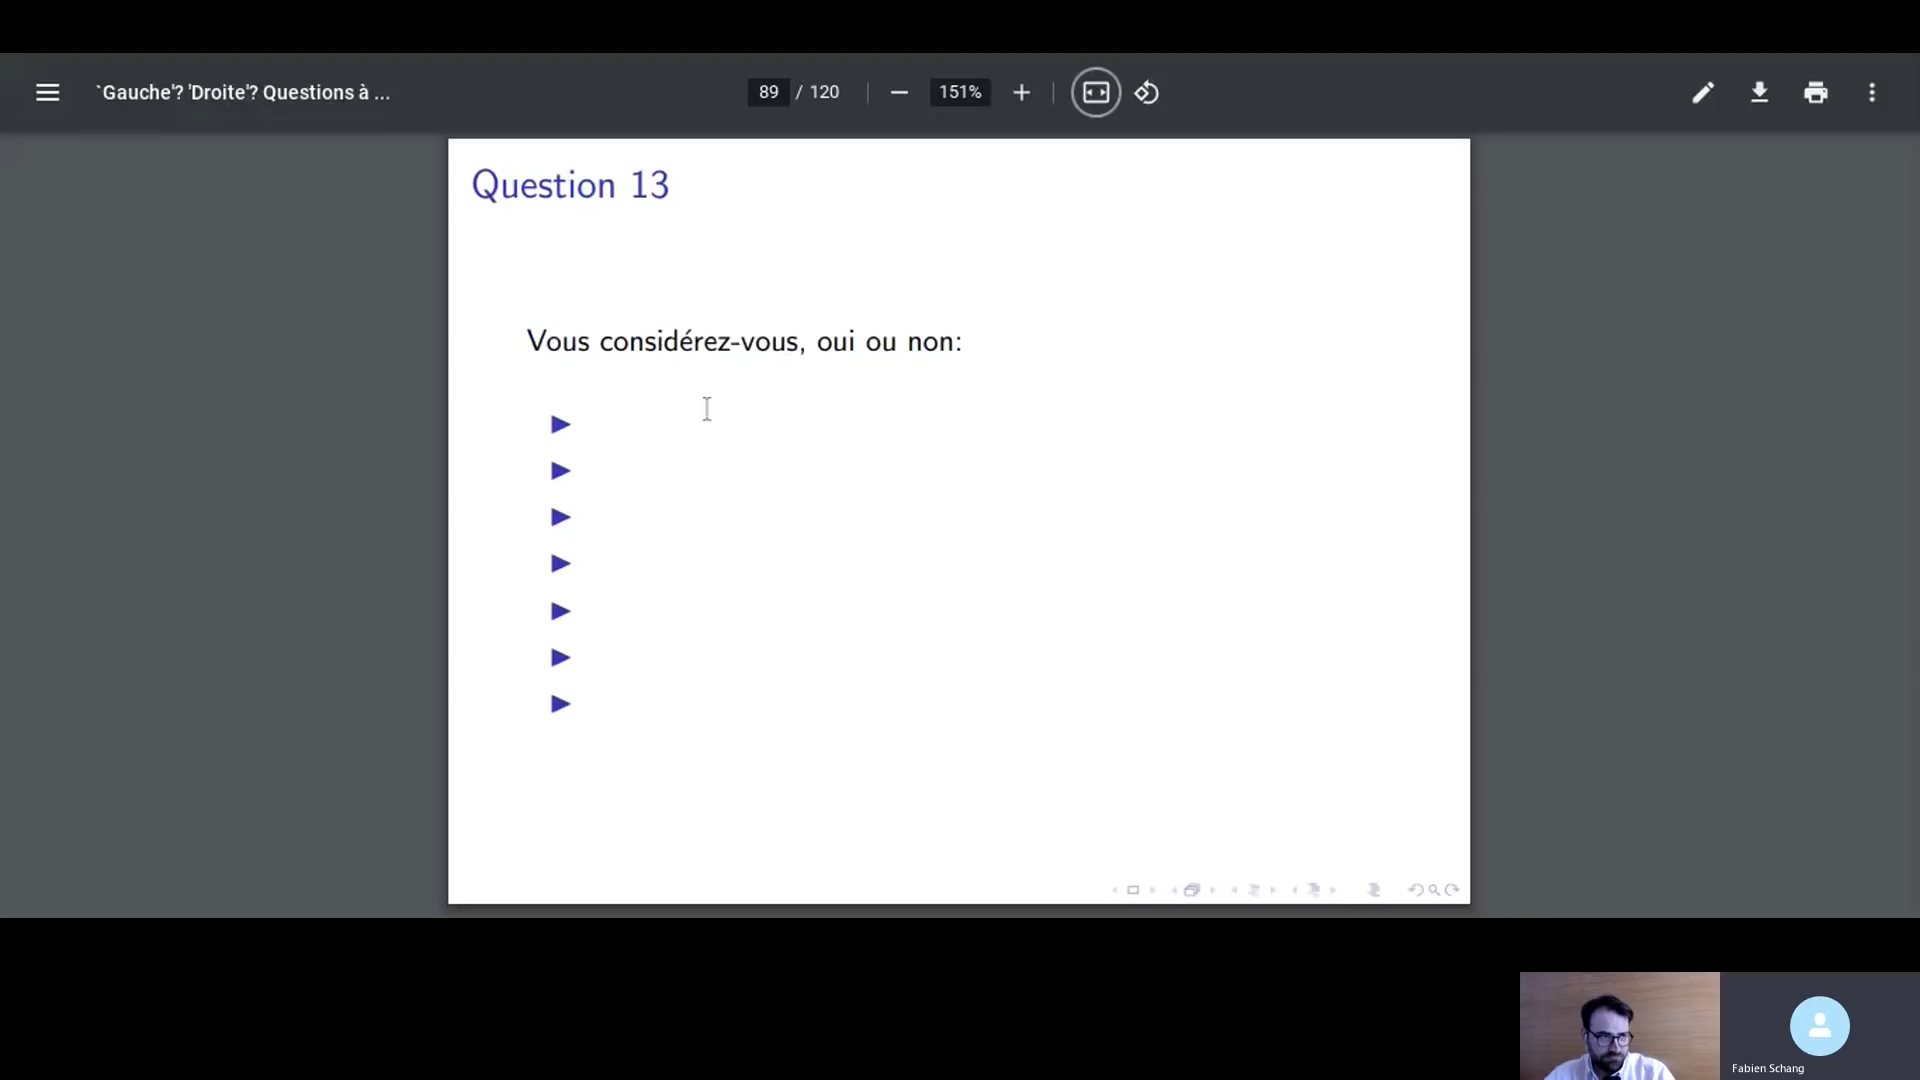 `Gauche'? 'Droite'? Questions à ...
89 / 120
151%
Question 13
Vous considérez-vous, oui ou non:
Fabien Schang